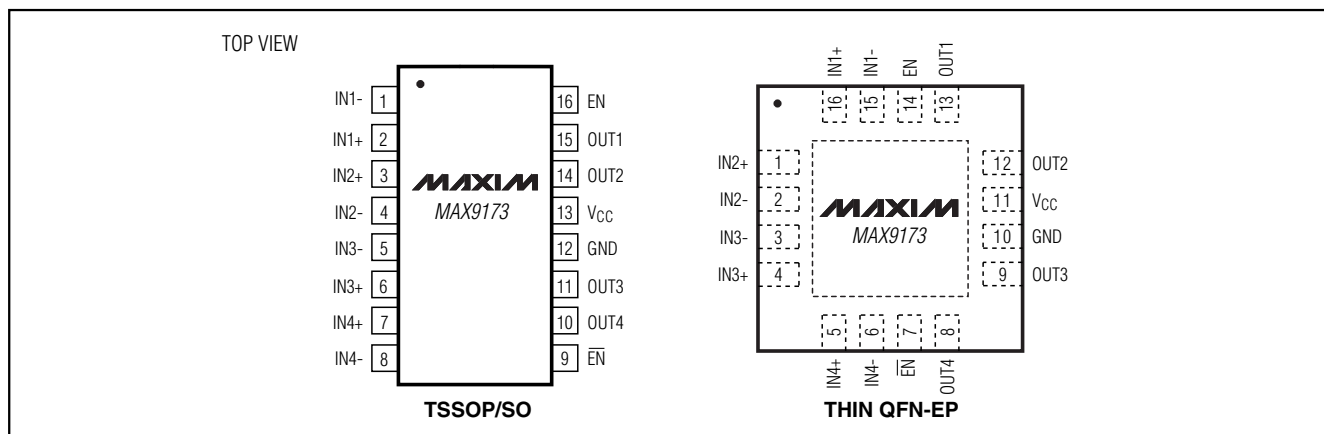 TOP VIEW
IN1- 1 16 EN
IN1+ 2 15 OUT1
IN2+ 3 14 OUT2
IN2- 4 13 VCC
IN3- 5 12 GND
IN3+ 6 11 OUT3
IN4+ 7 10 OUT4
IN4- 8 9 E̅N̅
MAXIM
MAX9173
TSSOP/SO
IN1+ IN1- EN OUT1
16 15 14 13
IN2+ 1 12 OUT2
IN2- 2 11 VCC
IN3- 3 10 GND
IN3+ 4 9 OUT3
MAXIM
MAX9173
5 6 7 8
IN4+ IN4- E̅N̅ OUT4
THIN QFN-EP